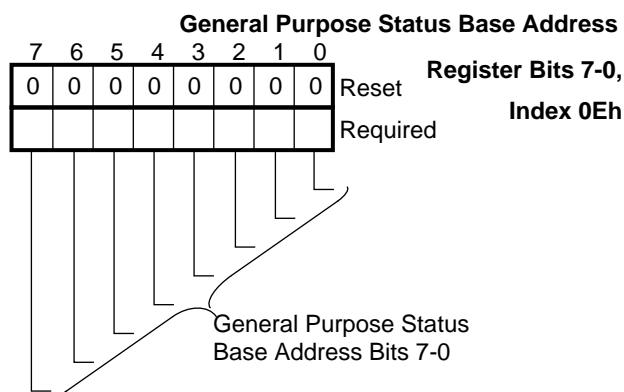 General Purpose Status Base Address
Register Bits 7-0,
Index 0Eh
7 6 5 4 3 2 1 0
0 0 0 0 0 0 0 0 Reset
Required
General Purpose Status
Base Address Bits 7-0